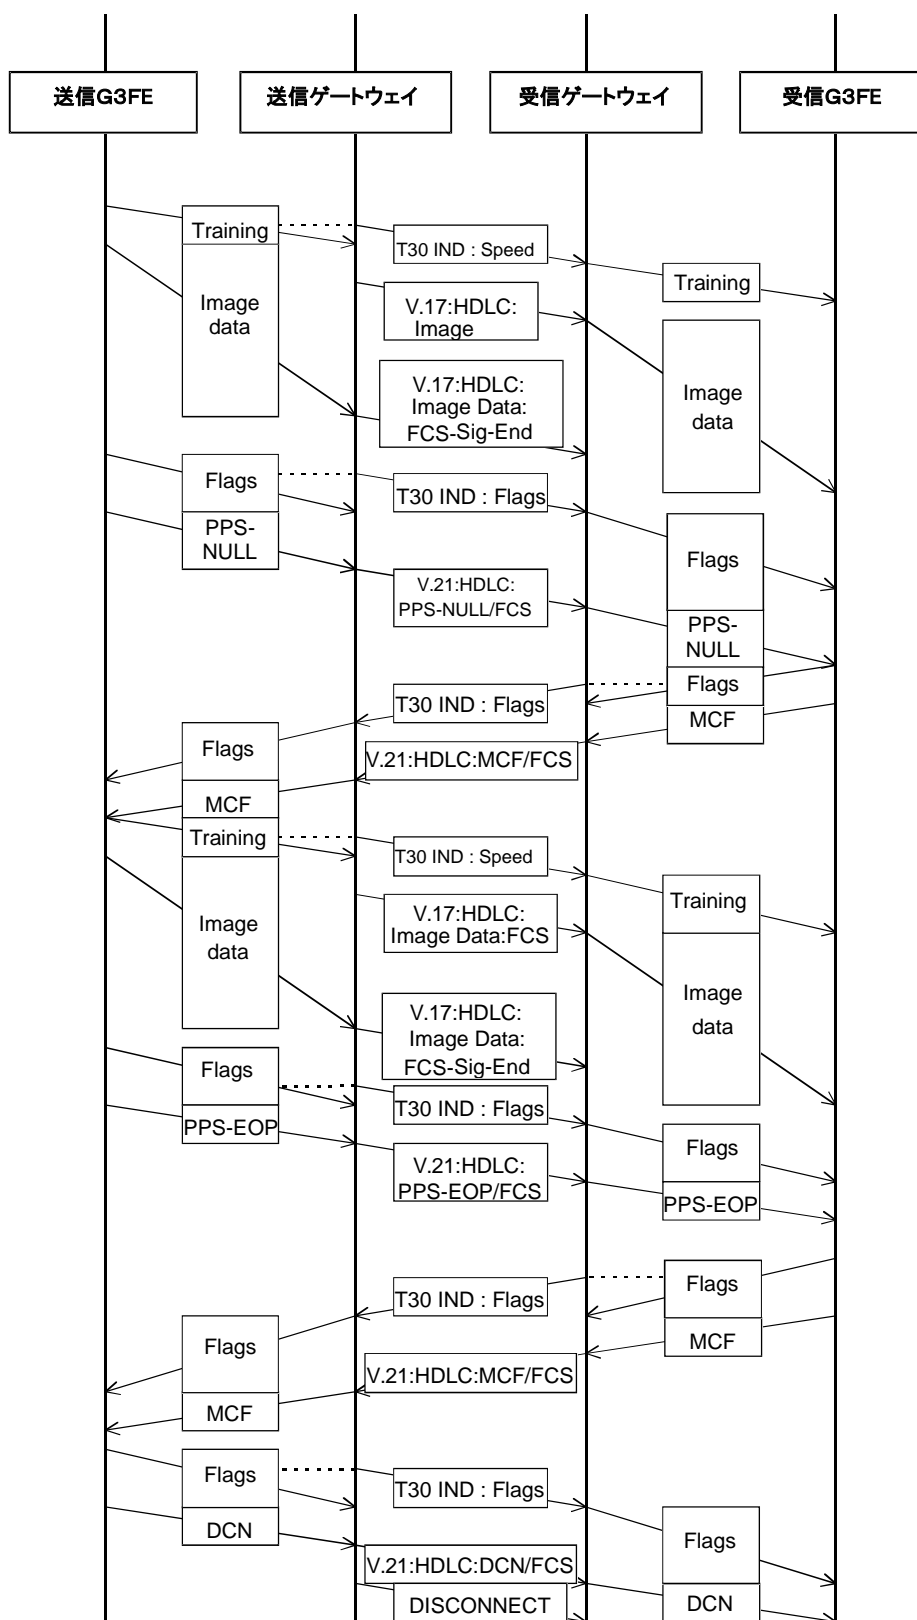 送信G3FE
送信ゲートウェイ
受信ゲートウェイ
受信G3FE
Training
T30 IND : Speed
Training
Image
data
V.17:HDLC:
Image
V.17:HDLC:
Image Data:
FCS-Sig-End
Image
data
Flags
T30 IND : Flags
PPS-
NULL
Flags
V.21:HDLC:
PPS-NULL/FCS
PPS-
NULL
Flags
T30 IND : Flags
MCF
Flags
V.21:HDLC:MCF/FCS
MCF
Training
T30 IND : Speed
Training
Image
data
V.17:HDLC:
Image Data:FCS
V.17:HDLC:
Image Data:
FCS-Sig-End
Image
data
Flags
T30 IND : Flags
PPS-EOP
Flags
V.21:HDLC:
PPS-EOP/FCS
PPS-EOP
Flags
T30 IND : Flags
MCF
Flags
V.21:HDLC:MCF/FCS
MCF
Flags
T30 IND : Flags
DCN
Flags
V.21:HDLC:DCN/FCS
DISCONNECT
DCN